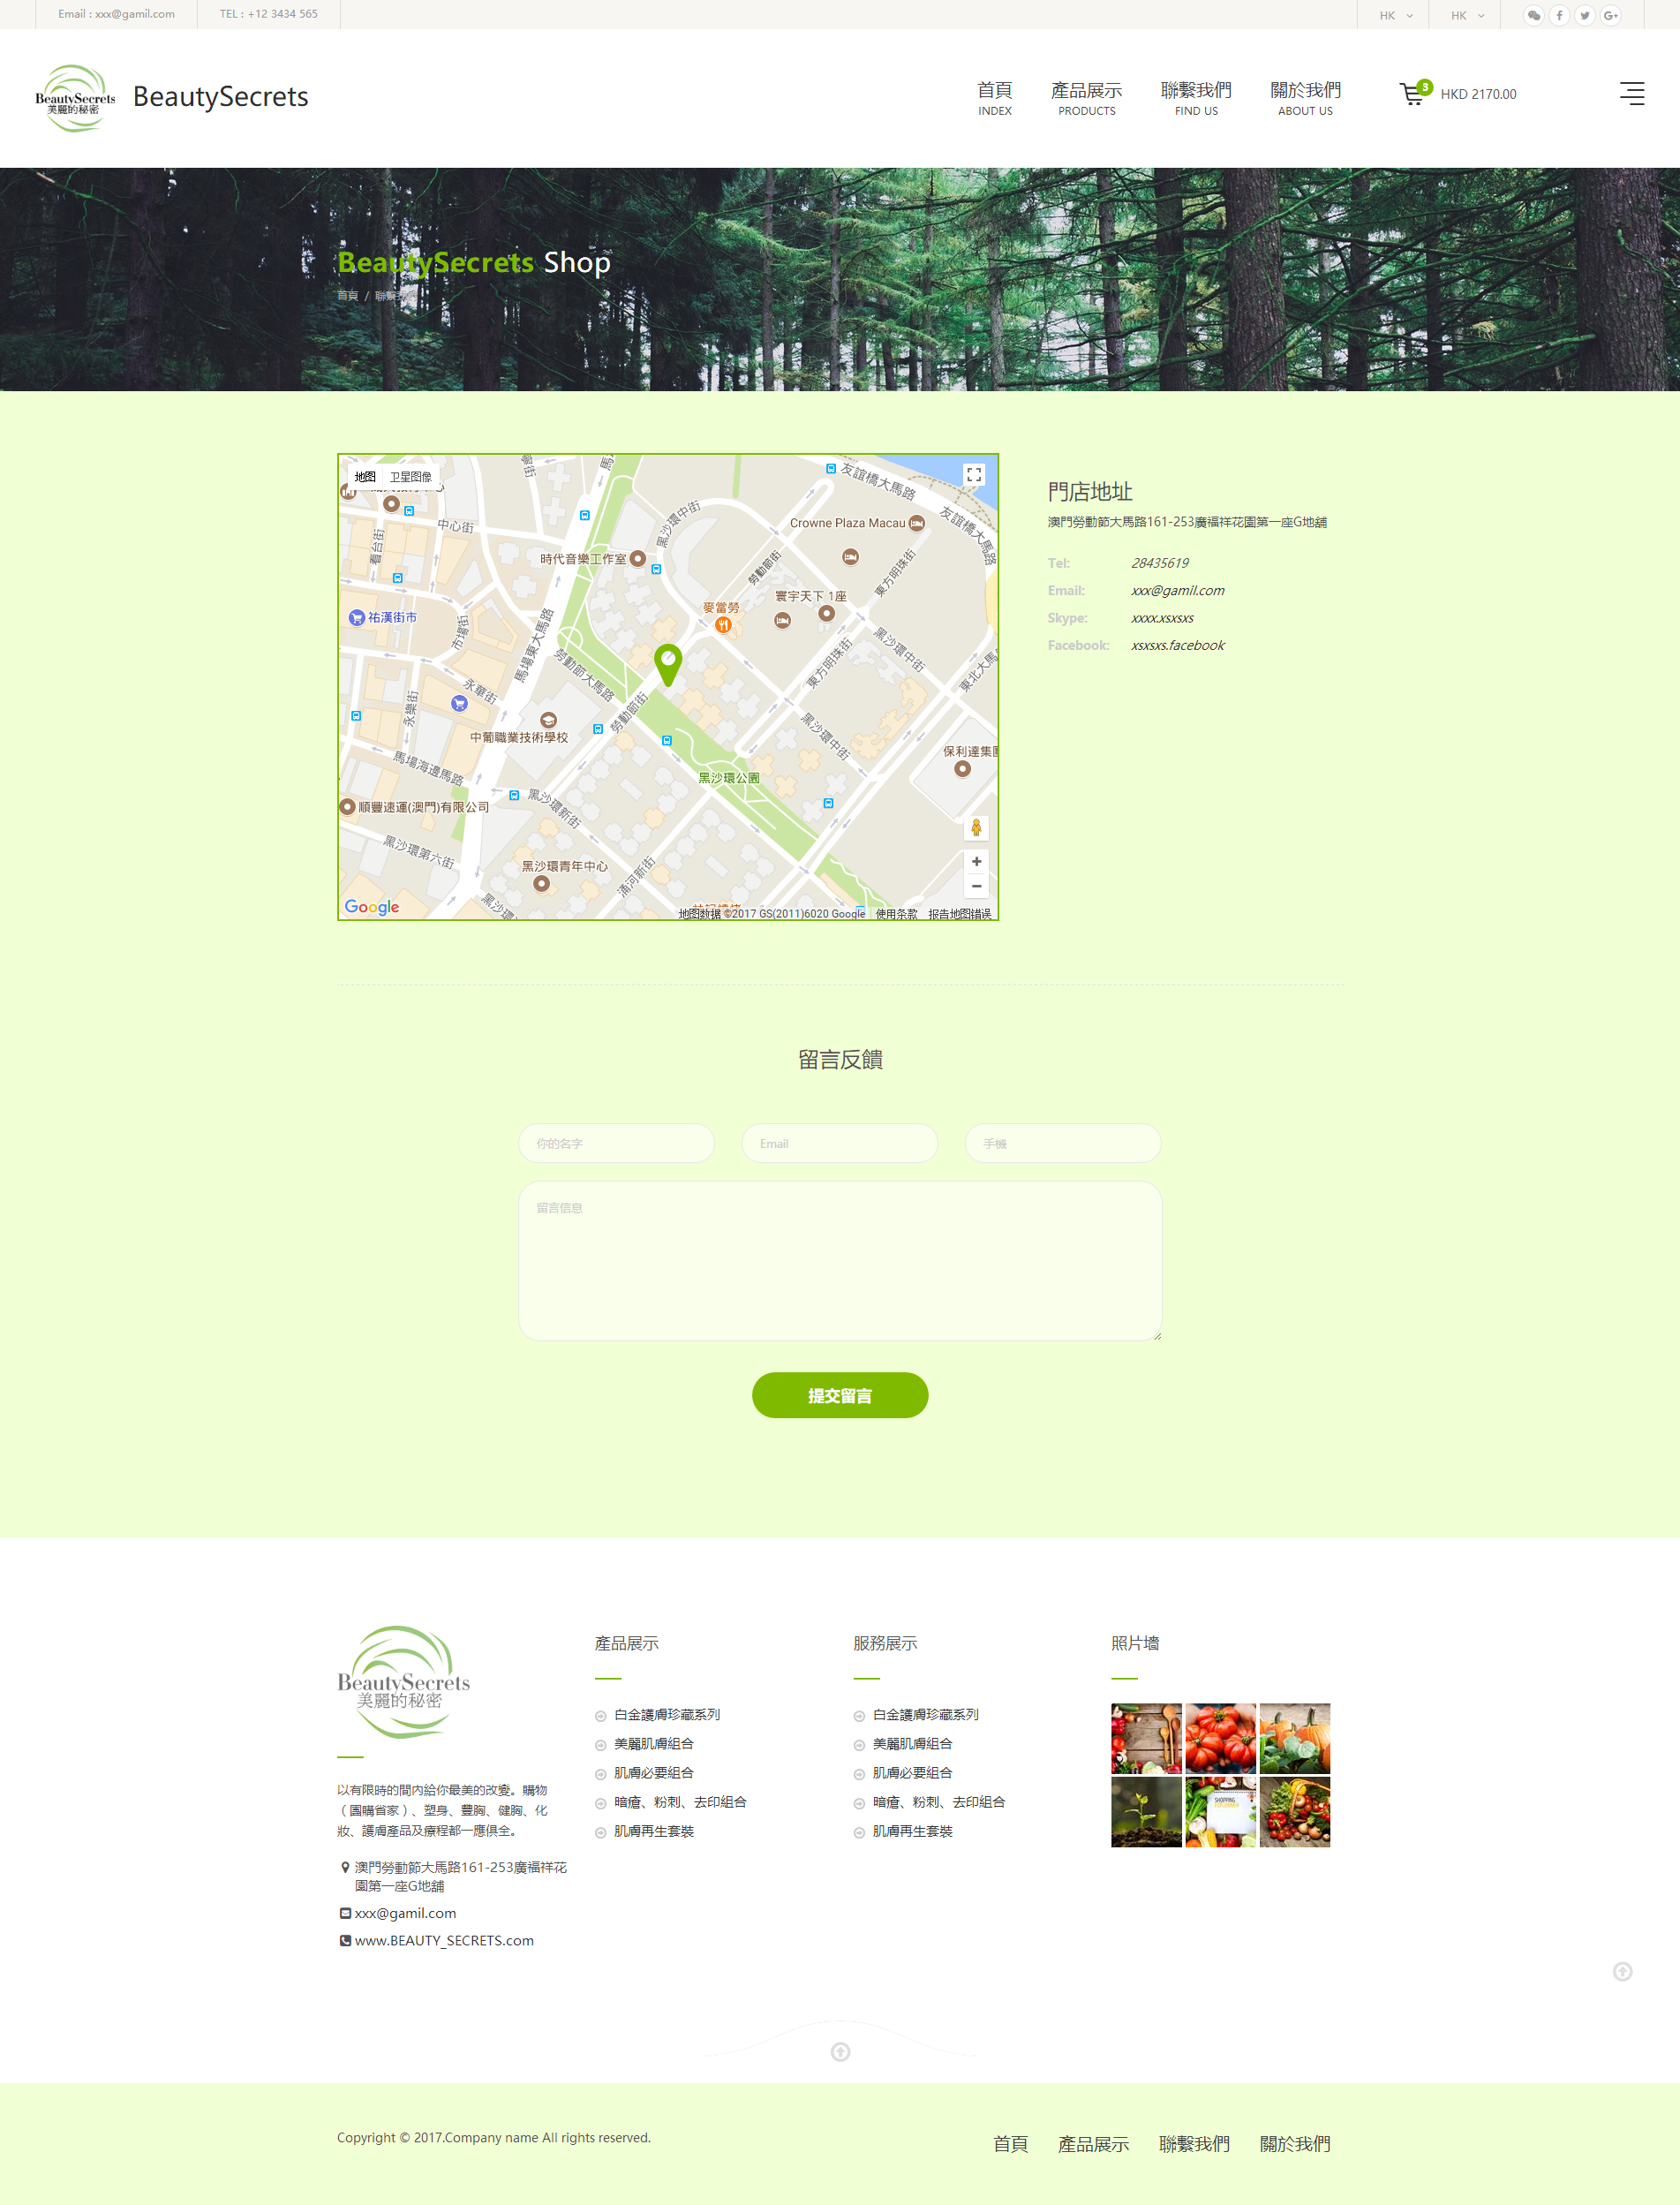 Email : xxx@gamil.com
TEL : +12 3434 565
HK
HK
BeautySecrets
美麗的秘密
BeautySecrets
首頁
INDEX
產品展示
PRODUCTS
聯繫我們
FIND US
關於我們
ABOUT US
3
HKD 2170.00
BeautySecrets Shop
首頁 / 聯繫我們
地图
卫星图像
友誼橋大馬路
友誼橋大馬路
中心街
看台街
黑沙環中街
Crowne Plaza Macau
時代音樂工作室
勞動節街
東方明珠街
寰宇天下 1座
麥當勞
祐漢街市
市場街
馬場東大馬路
黑沙環中街
勞動節大馬路
東方明珠街
東北大馬
永華街
永樂街
勞動節街
中葡職業技術學校
黑沙環中街
保利達集團
馬場海邊馬路
黑沙環公園
順豐速運(澳門)有限公司
黑沙環新街
黑沙環第六街
黑沙環青年中心
涌河新街
黑沙環
Google
地图数据 ©2017 GS(2011)6020 Google
使用条款
报告地图错误
門店地址
澳門勞動節大馬路161-253廣福祥花園第一座G地舖
Tel: 28435619
Email: xxx@gamil.com
Skype: xxxx.xsxsxs
Facebook: xsxsxs.facebook
留言反饋
你的名字
Email
手機
留言信息
提交留言
BeautySecrets
美麗的秘密
以有限時的間内給你最美的改變。購物
（團購省家）、塑身、豐胸、健胸、化
妝、護膚產品及療程都一應俱全。
澳門勞動節大馬路161-253廣福祥花
園第一座G地舖
xxx@gamil.com
www.BEAUTY_SECRETS.com
產品展示
白金護膚珍藏系列
美麗肌膚組合
肌膚必要組合
暗瘡、粉刺、去印組合
肌膚再生套裝
服務展示
白金護膚珍藏系列
美麗肌膚組合
肌膚必要組合
暗瘡、粉刺、去印組合
肌膚再生套裝
照片墻
SHOPPING
Copyright © 2017.Company name All rights reserved.
首頁
產品展示
聯繫我們
關於我們